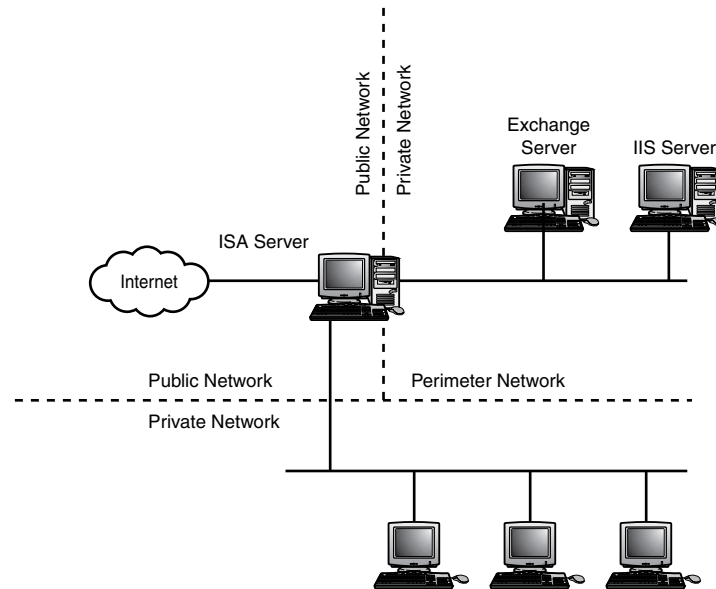 Public Network
Private Network
Exchange
Server
IIS Server
ISA Server
Internet
Public Network
Perimeter Network
Private Network